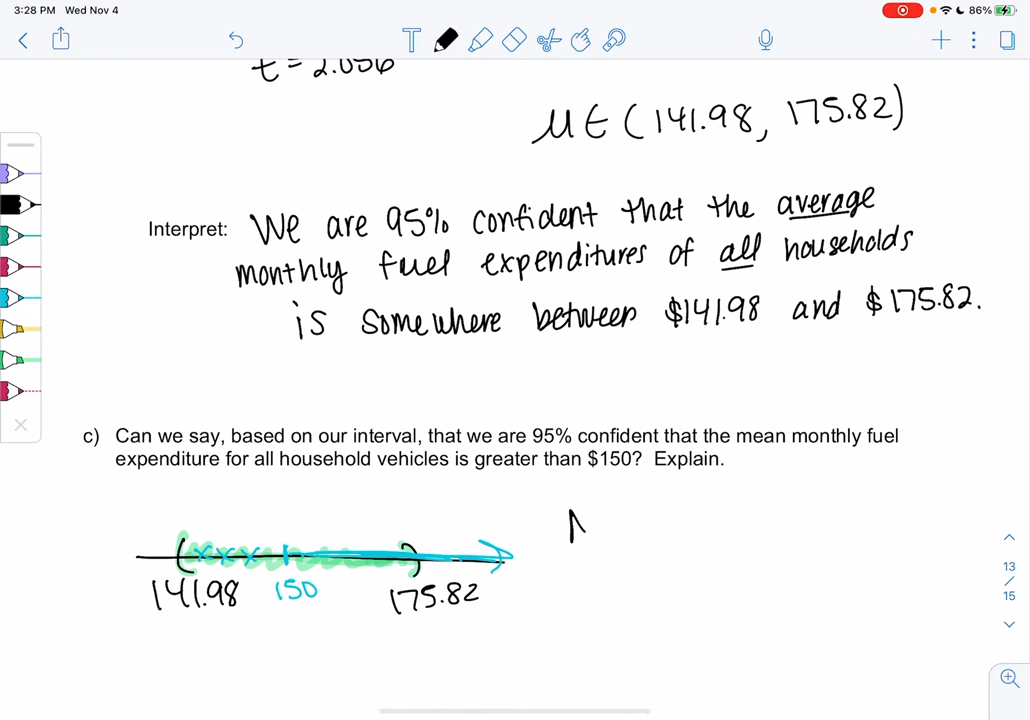 3:28 PM Wed Nov 4
86%
T
t = 2.056
μ ∈ (141.98, 175.82)
Interpret: We are 95% confident that the average
monthly fuel expenditures of all households
is somewhere between $141.98 and $175.82.
c) Can we say, based on our interval, that we are 95% confident that the mean monthly fuel
expenditure for all household vehicles is greater than $150? Explain.
141.98 150 175.82
13
/
15